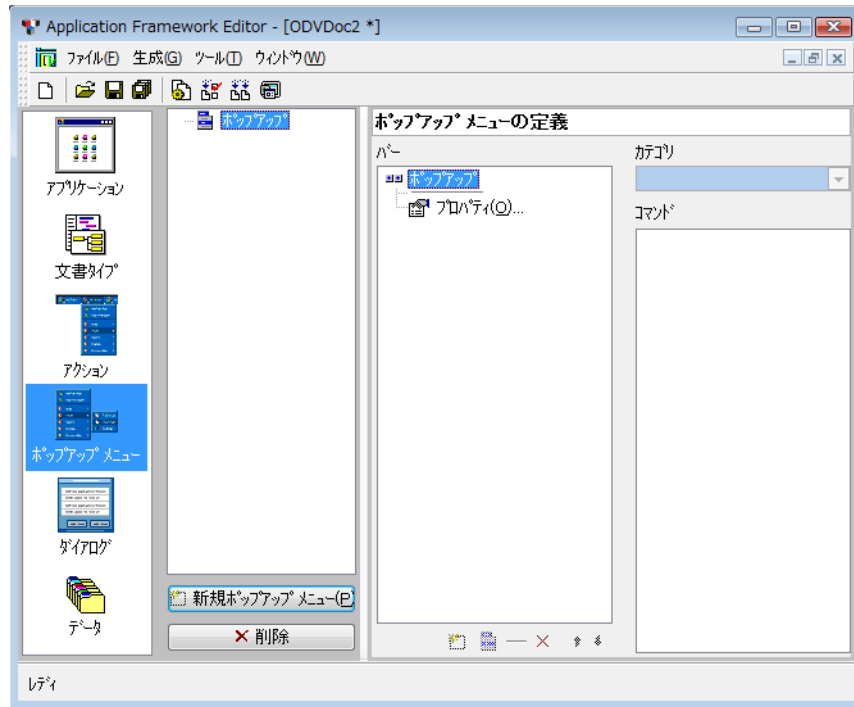 Application Framework Editor - [ODVDoc2 *]
ファイル(F) 生成(G) ツール(T) ウィンドウ(W)
アプリケーション
文書タイプ
アクション
ポップアップ メニュー
ダイアログ
データ
ポップアップ
新規ポップアップ メニュー(P)
削除
ポップアップ メニューの定義
バー
ポップアップ
プロパティ(O)...
カテゴリ
コマンド
レディ